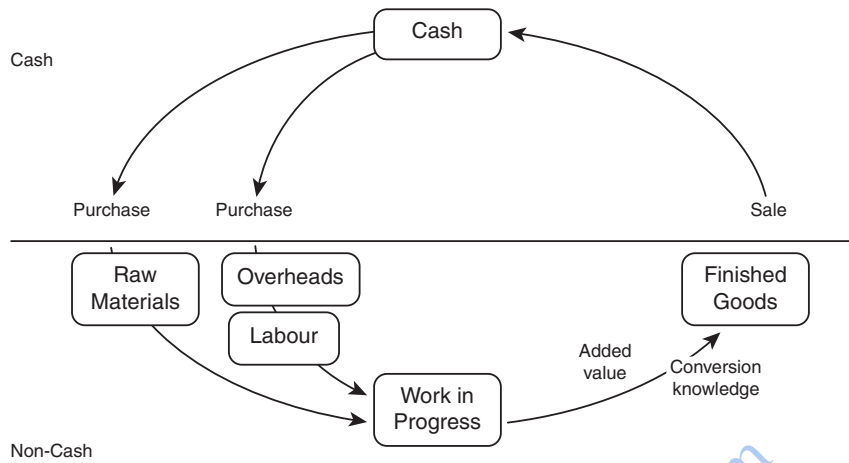 Cash
Cash
Purchase
Purchase
Sale
Raw
Materials
Overheads
Labour
Finished
Goods
Added
value
Conversion
knowledge
Work in
Progress
Non-Cash